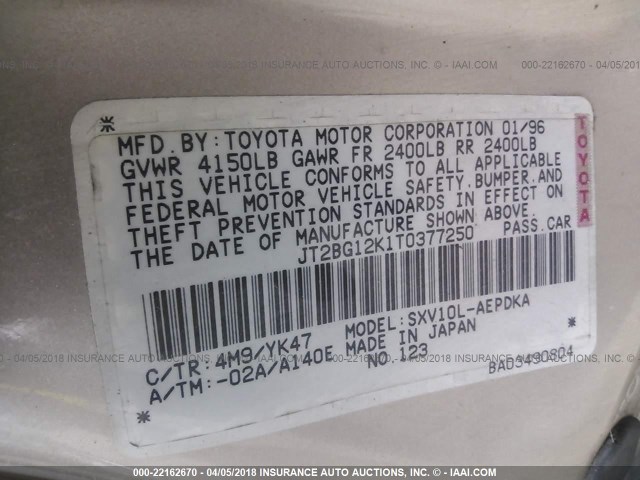 000-22162670 - 04/05/2018 INSURANCE AUTO AUCTIONS, INC. - IAAI.COM
MFD. BY: TOYOTA MOTOR CORPORATION 01/96
GVWR 4150LB GAWR FR 2400LB RR 2400LB
THIS VEHICLE CONFORMS TO ALL APPLICABLE
FEDERAL MOTOR VEHICLE SAFETY, BUMPER, AND
THEFT PREVENTION STANDARDS IN EFFECT ON
THE DATE OF MANUFACTURE SHOWN ABOVE.
JT2BG12K1T0377250 PASS. CAR
TOYOTA
C/TR: 4M9/YK47 MODEL: SXV10L-AEPDKA
A/TM: -02A/A140E MADE IN JAPAN
NO. 123
BAD3490804
000-22162670 - 04/05/2018 INSURANCE AUTO AUCTIONS, INC. - IAAI.COM